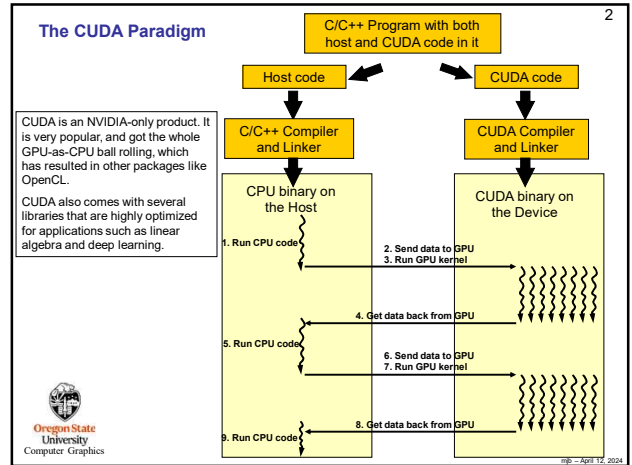 2
The CUDA Paradigm
C/C++ Program with both
host and CUDA code in it
Host code
CUDA code
CUDA is an NVIDIA-only product. It
is very popular, and got the whole
GPU-as-CPU ball rolling, which
has resulted in other packages like
OpenCL.
CUDA also comes with several
libraries that are highly optimized
for applications such as linear
algebra and deep learning.
C/C++ Compiler
and Linker
CUDA Compiler
and Linker
CPU binary on
the Host
CUDA binary on
the Device
1. Run CPU code
2. Send data to GPU
3. Run GPU kernel
4. Get data back from GPU
5. Run CPU code
6. Send data to GPU
7. Run GPU kernel
8. Get data back from GPU
9. Run CPU code
Oregon State
University
Computer Graphics
mjb – April 12, 2024